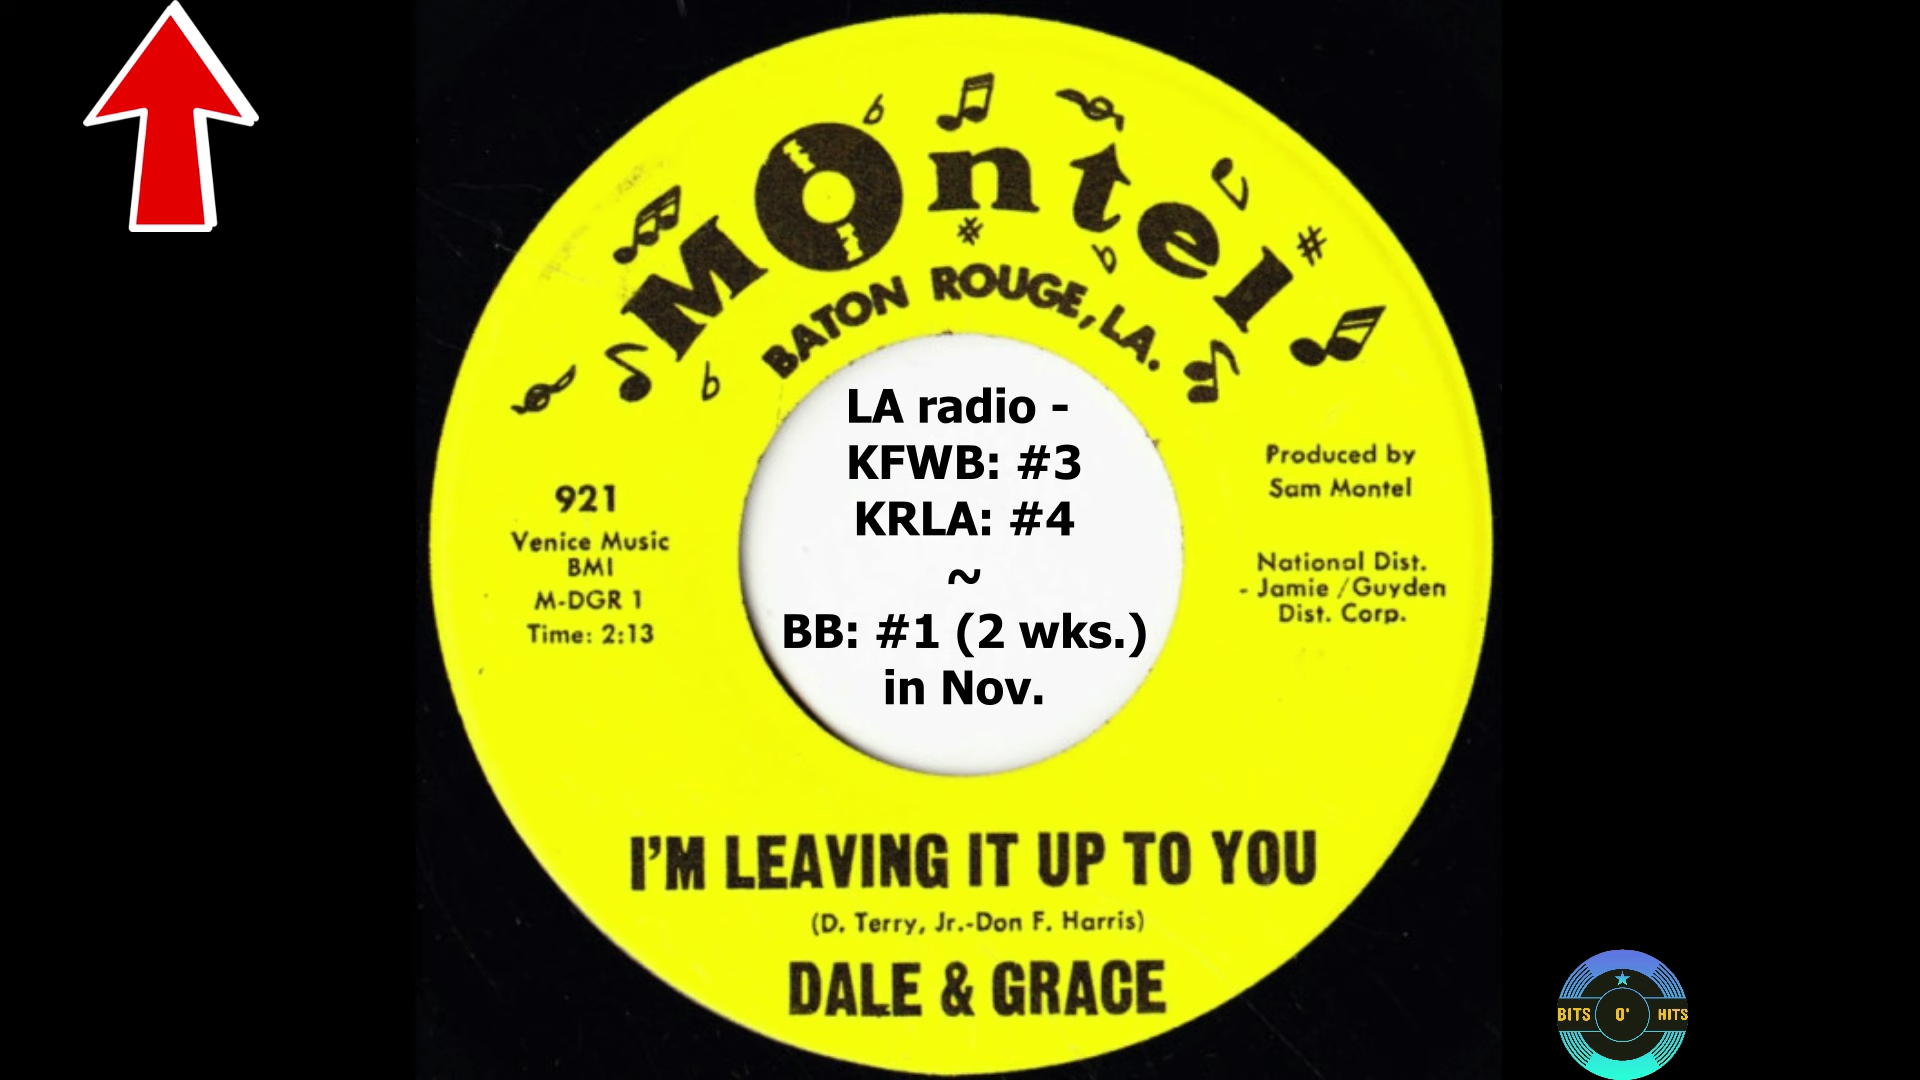 Montel
BATON ROUGE, LA.
LA radio -
KFWB: #3
KRLA: #4
~
BB: #1 (2 wks.)
in Nov.
921
Venice Music
BMI
M-DGR 1
Time: 2:13
Produced by
Sam Montel
National Dist.
- Jamie /Guyden
Dist. Corp.
I'M LEAVING IT UP TO YOU
(D. Terry, Jr.-Don F. Harris)
DALE & GRACE
BITS O' HITS